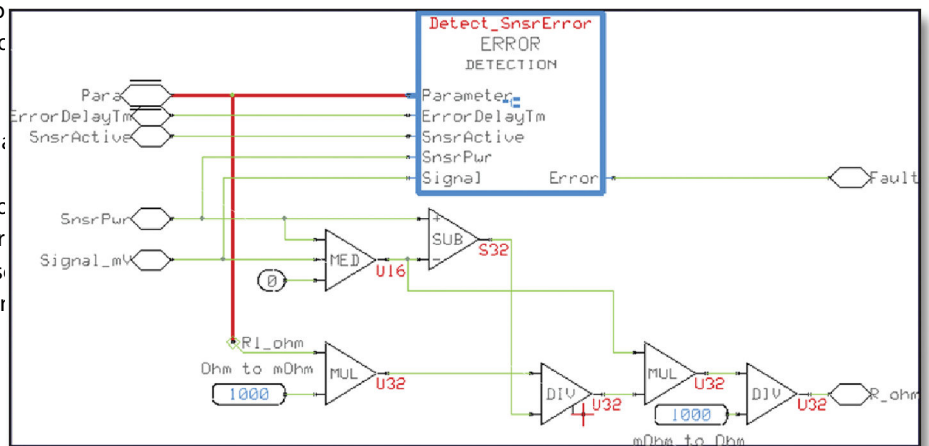 Detect_SnsrError
ERROR
DETECTION
Para
Parameter
ErrorDelayTm
ErrorDelayTm
SnsrActive
SnsrActive
SnsrPwr
Signal
Error
Fault
SnsrPwr
SUB
S32
Signal_mV
MED
U16
0
R1_ohm
Ohm to mOhm
MUL
U32
1000
DIV
U32
MUL
U32
1000
DIV
U32
R_ohm
mOhm to Ohm